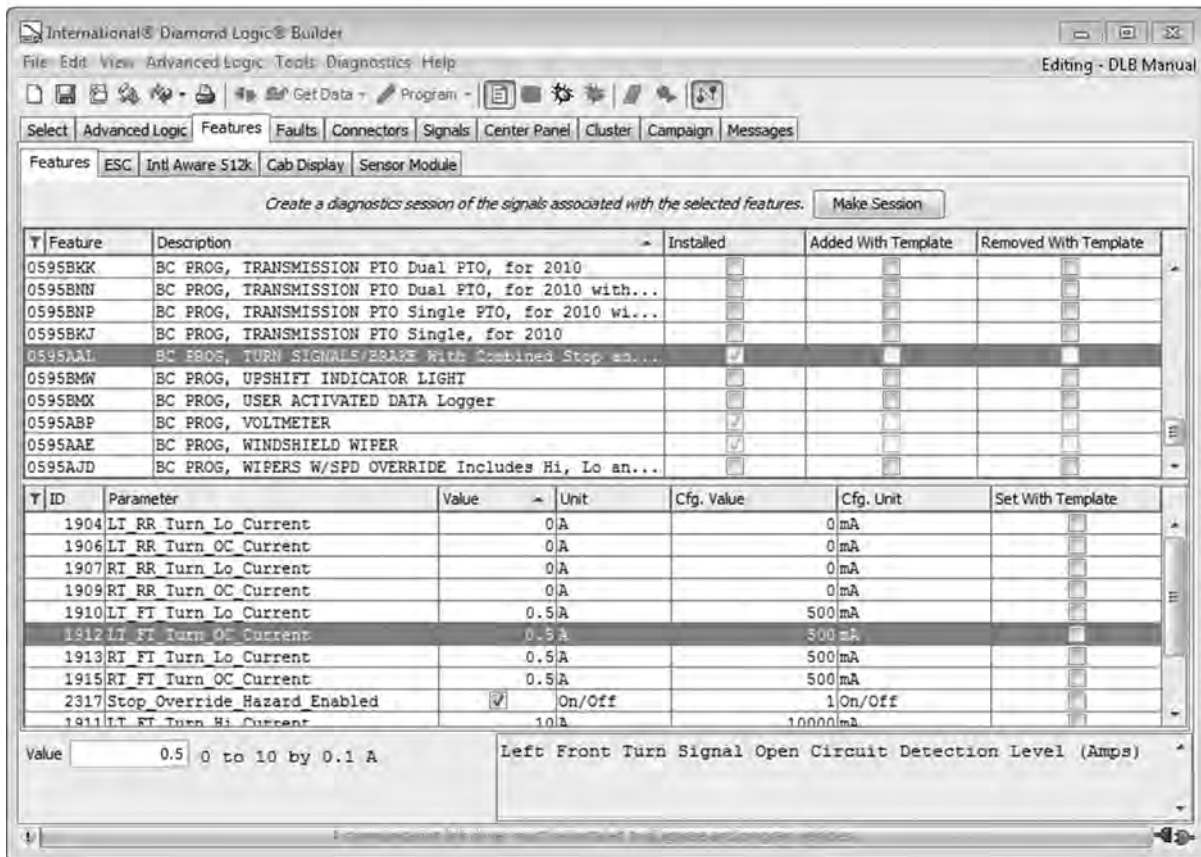 International® Diamond Logic® Builder
File Edit View Advanced Logic Tools Diagnostics Help
Editing - DLB Manual
Get Data Program
Select Advanced Logic Features Faults Connectors Signals Center Panel Cluster Campaign Messages
Features ESC Intl Aware 512k Cab Display Sensor Module
Create a diagnostics session of the signals associated with the selected features. Make Session
Feature Description Installed Added With Template Removed With Template
0595BKK BC PROG, TRANSMISSION PTO Dual PTO, for 2010
0595BNN BC PROG, TRANSMISSION PTO Dual PTO, for 2010 with...
0595BNP BC PROG, TRANSMISSION PTO Single PTO, for 2010 wi...
0595BKJ BC PROG, TRANSMISSION PTO Single, for 2010
0595AAL BC PROG, TURN SIGNALS/BRAKE With Combined Stop an...
0595BMW BC PROG, UPSHIFT INDICATOR LIGHT
0595BMX BC PROG, USER ACTIVATED DATA Logger
0595ABP BC PROG, VOLTMETER
0595AAE BC PROG, WINDSHIELD WIPER
0595AJD BC PROG, WIPERS W/SPD OVERRIDE Includes Hi, Lo an...
ID Parameter Value Unit Cfg. Value Cfg. Unit Set With Template
1904 LT_RR_Turn_Lo_Current 0 A 0 mA
1906 LT_RR_Turn_OC_Current 0 A 0 mA
1907 RT_RR_Turn_Lo_Current 0 A 0 mA
1909 RT_RR_Turn_OC_Current 0 A 0 mA
1910 LT_FT_Turn_Lo_Current 0.5 A 500 mA
1912 LT_FT_Turn_OC_Current 0.5 A 500 mA
1913 RT_FT_Turn_Lo_Current 0.5 A 500 mA
1915 RT_FT_Turn_OC_Current 0.5 A 500 mA
2317 Stop_Override_Hazard_Enabled On/Off 1 On/Off
1911 LT_FT_Turn_Hi_Current 10 A 10000 mA
Value 0.5 0 to 10 by 0.1 A
Left Front Turn Signal Open Circuit Detection Level (Amps)